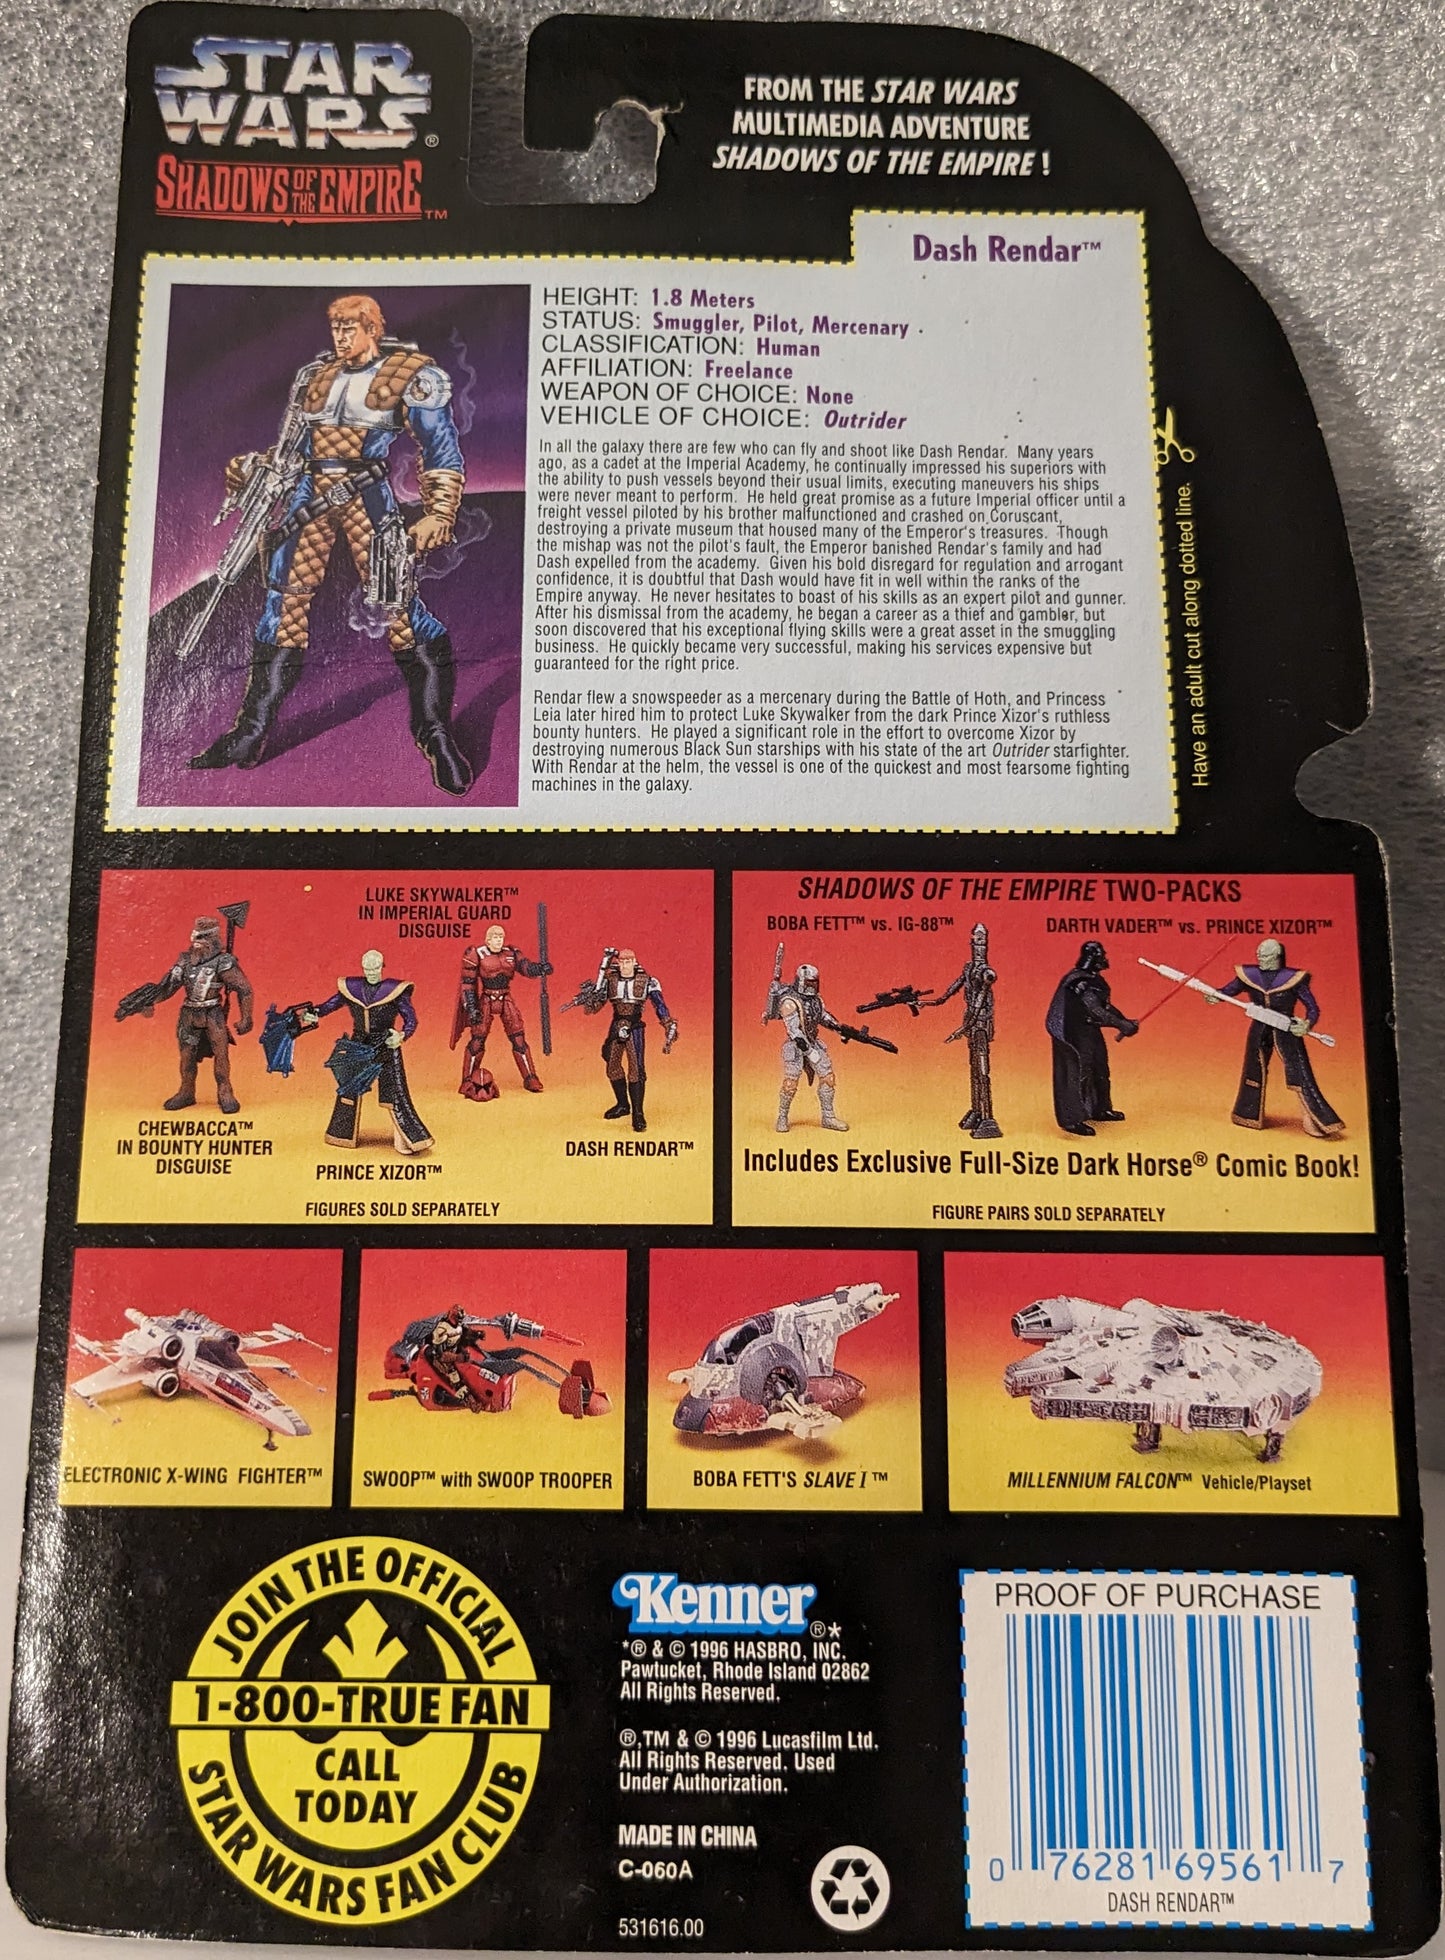 STAR
WARS®
SHADOWS OF THE EMPIRE™
FROM THE STAR WARS
MULTIMEDIA ADVENTURE
SHADOWS OF THE EMPIRE !
Dash Rendar™
HEIGHT: 1.8 Meters
STATUS: Smuggler, Pilot, Mercenary
CLASSIFICATION: Human
AFFILIATION: Freelance
WEAPON OF CHOICE: None
VEHICLE OF CHOICE: Outrider
In all the galaxy there are few who can fly and shoot like Dash Rendar. Many years
ago, as a cadet at the Imperial Academy, he continually impressed his superiors with
the ability to push vessels beyond their usual limits, executing maneuvers his ships
were never meant to perform. He held great promise as a future Imperial officer until a
freight vessel piloted by his brother malfunctioned and crashed on Coruscant,
destroying a private museum that housed many of the Emperor's treasures. Though
the mishap was not the pilot's fault, the Emperor banished Rendar's family and had
Dash expelled from the academy. Given his bold disregard for regulation and arrogant
confidence, it is doubtful that Dash would have fit in well within the ranks of the
Empire anyway. He never hesitates to boast of his skills as an expert pilot and gunner.
After his dismissal from the academy, he began a career as a thief and gambler, but
soon discovered that his exceptional flying skills were a great asset in the smuggling
business. He quickly became very successful, making his services expensive but
guaranteed for the right price.
Rendar flew a snowspeeder as a mercenary during the Battle of Hoth, and Princess
Leia later hired him to protect Luke Skywalker from the dark Prince Xizor's ruthless
bounty hunters. He played a significant role in the effort to overcome Xizor by
destroying numerous Black Sun starships with his state of the art Outrider starfighter.
With Rendar at the helm, the vessel is one of the quickest and most fearsome fighting
machines in the galaxy.
Have an adult cut along dotted line.
LUKE SKYWALKER™
IN IMPERIAL GUARD
DISGUISE
CHEWBACCA™
IN BOUNTY HUNTER
DISGUISE
PRINCE XIZOR™
DASH RENDAR™
FIGURES SOLD SEPARATELY
SHADOWS OF THE EMPIRE TWO-PACKS
BOBA FETT™ vs. IG-88™
DARTH VADER™ vs. PRINCE XIZOR™
Includes Exclusive Full-Size Dark Horse® Comic Book!
FIGURE PAIRS SOLD SEPARATELY
ELECTRONIC X-WING FIGHTER™
SWOOP™ with SWOOP TROOPER
BOBA FETT'S SLAVE I™
MILLENNIUM FALCON™ Vehicle/Playset
JOIN THE OFFICIAL
1-800-TRUE FAN
CALL
TODAY
STAR WARS FAN CLUB
Kenner®*
*® & © 1996 HASBRO, INC.
Pawtucket, Rhode Island 02862
All Rights Reserved.
®,TM & © 1996 Lucasfilm Ltd.
All Rights Reserved. Used
Under Authorization.
MADE IN CHINA
C-060A
531616.00
PROOF OF PURCHASE
0 76281 69561 7
DASH RENDAR™